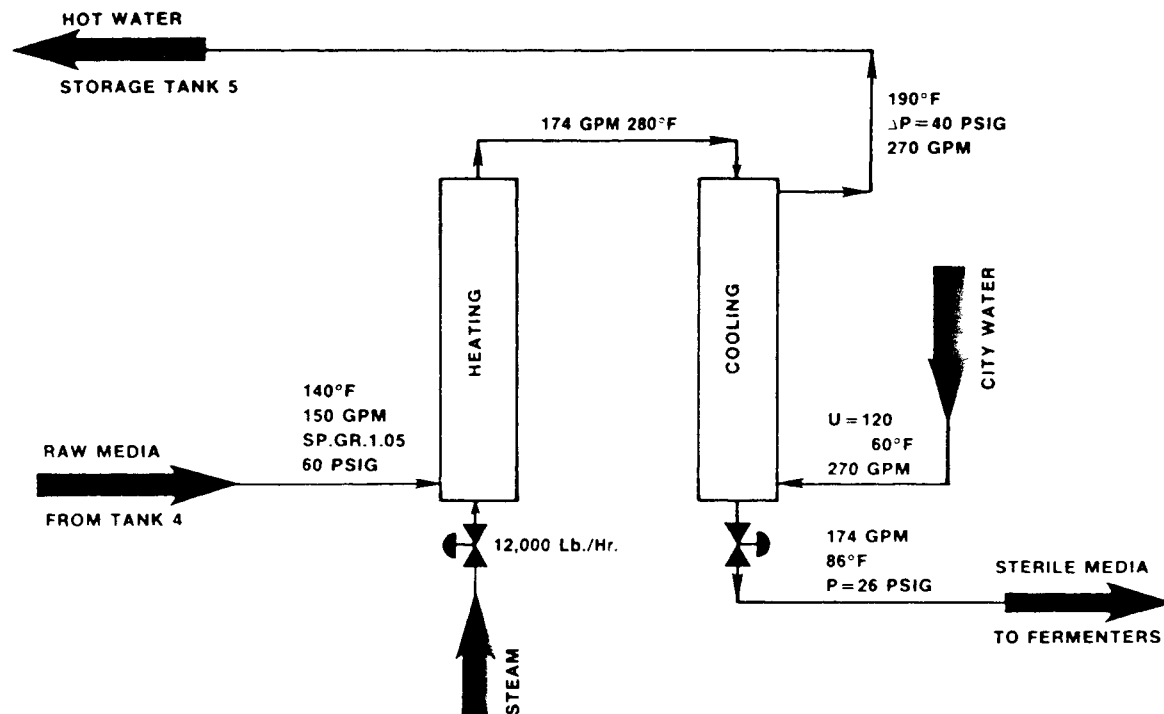 HOT WATER
STORAGE TANK 5
190°F
⊿P=40 PSIG
270 GPM
174 GPM 280°F
HEATING
COOLING
CITY WATER
140°F
150 GPM
SP.GR.1.05
60 PSIG
RAW MEDIA
FROM TANK 4
U=120
60°F
270 GPM
12,000 Lb./Hr.
174 GPM
86°F
P=26 PSIG
STERILE MEDIA
TO FERMENTERS
STEAM